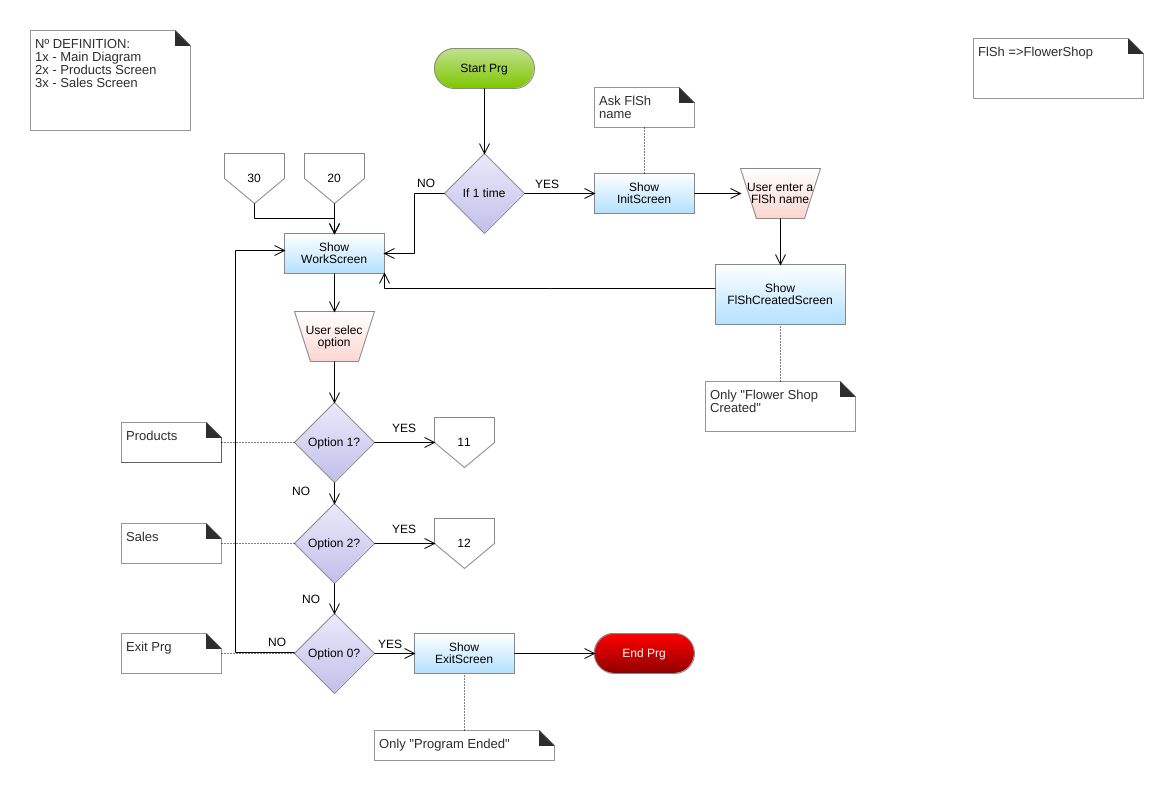 Nº DEFINITION:
1x - Main Diagram
2x - Products Screen
3x - Sales Screen
FlSh =>FlowerShop
Start Prg
Ask FlSh
name
30
20
NO
If 1 time
YES
Show
InitScreen
User enter a
FlSh name
Show
WorkScreen
Show
FlShCreatedScreen
User selec
option
Only "Flower Shop
Created"
Products
Option 1?
YES
11
NO
Sales
Option 2?
YES
12
NO
Exit Prg
NO
Option 0?
YES
Show
ExitScreen
End Prg
Only "Program Ended"